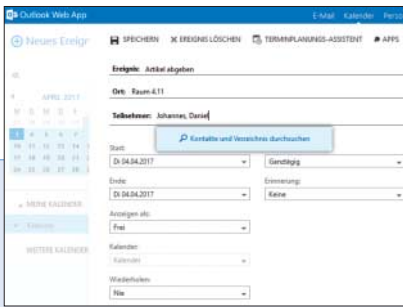 Outlook Web App
E-Mail Kalender Perso
Neues Ereigr
SPEICHERN EREIGNIS LÖSCHEN TERMINPLANUNGS-ASSISTENT APPS
Ereignis: Artikel abgeben
Ort: Raum 4.11
APRIL 2017
Teilnehmer: Johannes, Daniel
Kontakte und Verzeichnis durchsuchen
Start:
Di 04.04.2017 Ganztägig
Ende: Erinnerung:
Di 04.04.2017 Keine
MEINE KALENDER
Anzeigen als:
Frei
Kalender
WEITERE KALENDER
Kalender:
Kalender
Wiederholen:
Nie